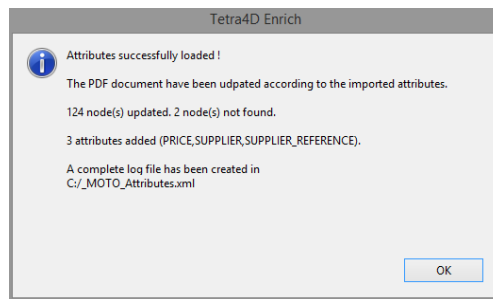 Tetra4D Enrich
Attributes successfully loaded !
The PDF document have been udpated according to the imported attributes.
124 node(s) updated. 2 node(s) not found.
3 attributes added (PRICE,SUPPLIER,SUPPLIER_REFERENCE).
A complete log file has been created in
C:/_MOTO_Attributes.xml
OK